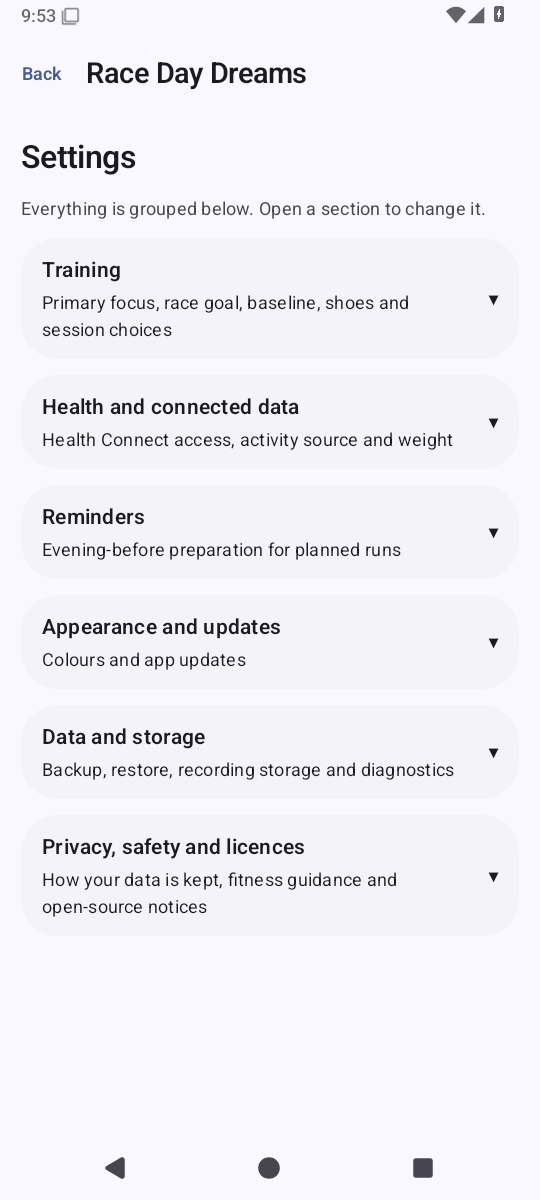 9:53
Back
Race Day Dreams
Settings
Everything is grouped below. Open a section to change it.
Training
Primary focus, race goal, baseline, shoes and
session choices
Health and connected data
Health Connect access, activity source and weight
Reminders
Evening-before preparation for planned runs
Appearance and updates
Colours and app updates
Data and storage
Backup, restore, recording storage and diagnostics
Privacy, safety and licences
How your data is kept, fitness guidance and
open-source notices